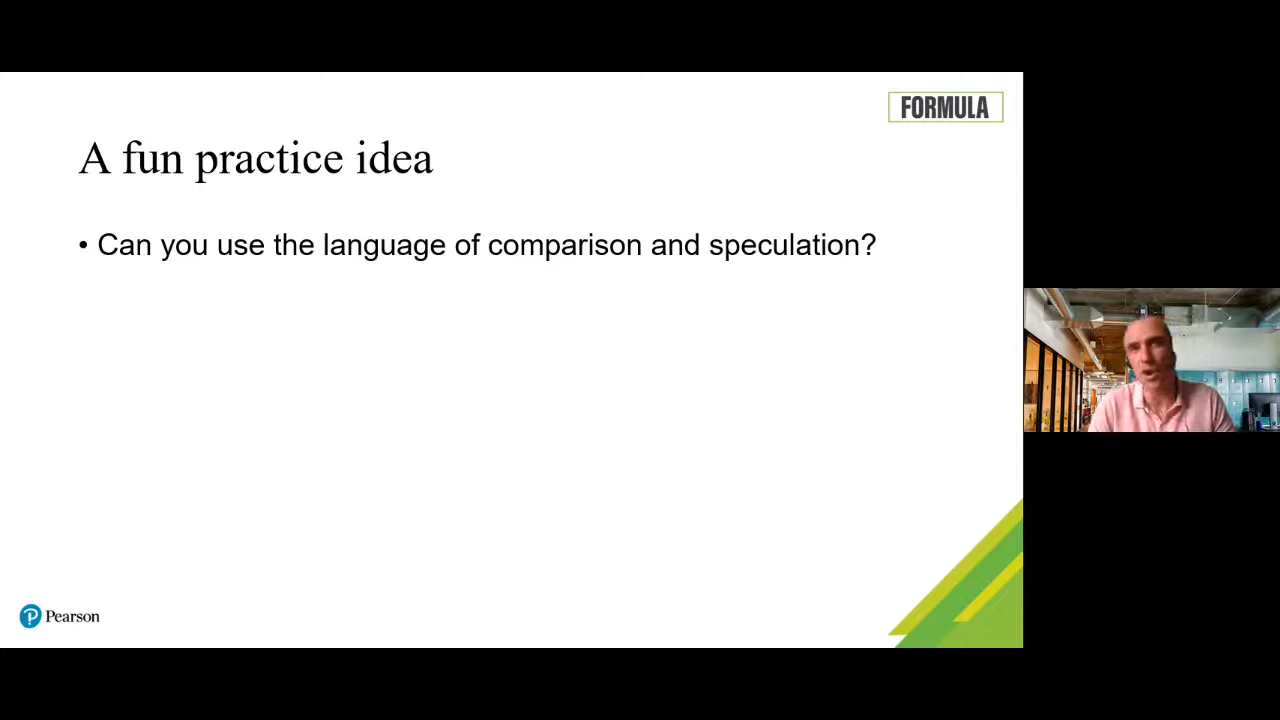 FORMULA
A fun practice idea
• Can you use the language of comparison and speculation?
Pearson